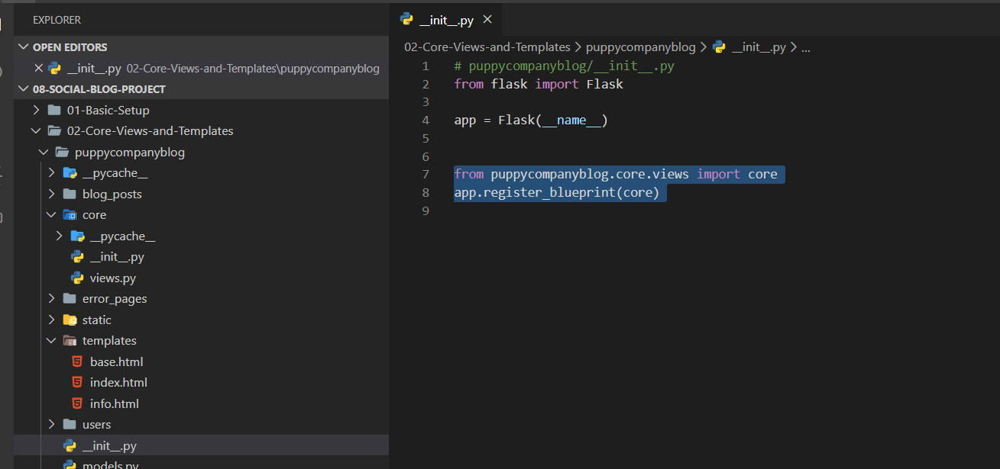 EXPLORER
OPEN EDITORS
__init__.py 02-Core-Views-and-Templates\puppycompanyblog
08-SOCIAL-BLOG-PROJECT
01-Basic-Setup
02-Core-Views-and-Templates
puppycompanyblog
__pycache__
blog_posts
core
__pycache__
__init__.py
views.py
error_pages
static
templates
base.html
index.html
info.html
users
__init__.py
models.py
__init__.py
02-Core-Views-and-Templates > puppycompanyblog > __init__.py > ...
1 # puppycompanyblog/__init__.py
2 from flask import Flask
3
4 app = Flask(__name__)
5
6
7 from puppycompanyblog.core.views import core
8 app.register_blueprint(core)
9